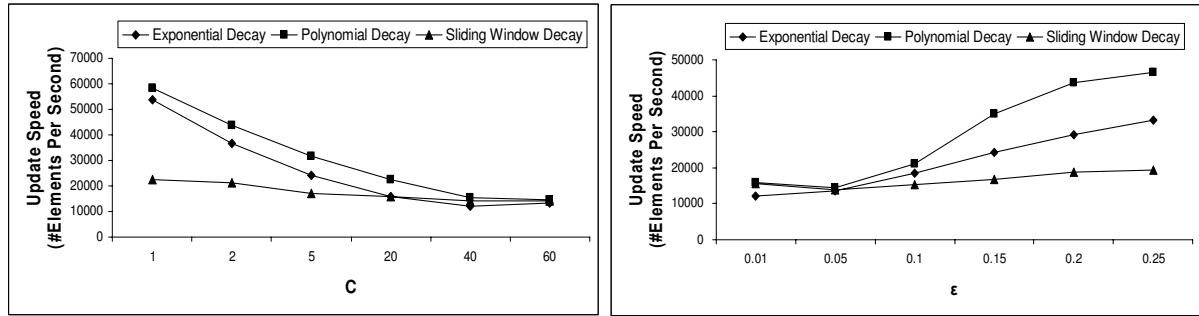 Exponential Decay Polynomial Decay Sliding Window Decay
Update Speed
(#Elements Per Second)
70000
60000
50000
40000
30000
20000
10000
0
1 2 5 20 40 60
C
Exponential Decay Polynomial Decay Sliding Window Decay
Update Speed
(#Elements Per Second)
50000
40000
30000
20000
10000
0
0.01 0.05 0.1 0.15 0.2 0.25
ε